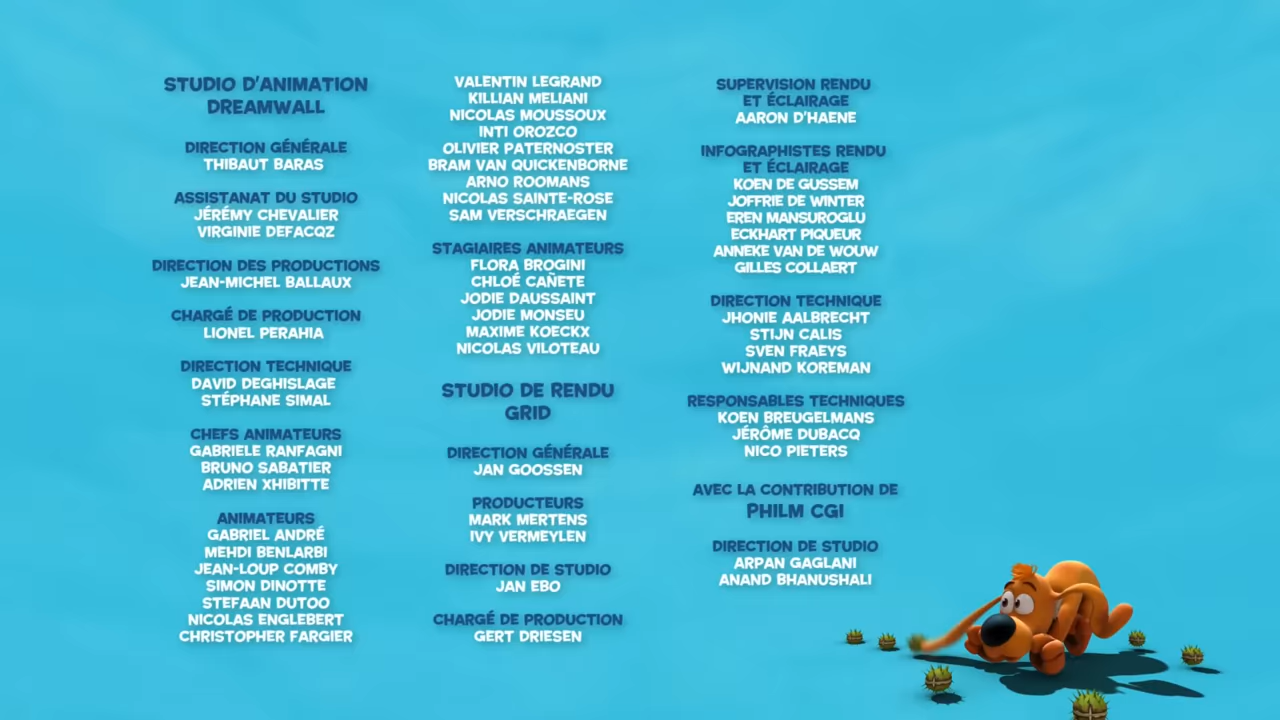 STUDIO D'ANIMATION
DREAMWALL
DIRECTION GÉNÉRALE
THIBAUT BARAS
ASSISTANAT DU STUDIO
JÉRÉMY CHEVALIER
VIRGINIE DEFACQZ
DIRECTION DES PRODUCTIONS
JEAN-MICHEL BALLAUX
CHARGÉ DE PRODUCTION
LIONEL PERAHIA
DIRECTION TECHNIQUE
DAVID DEGHISLAGE
STÉPHANE SIMAL
CHEFS ANIMATEURS
GABRIELE RANFAGNI
BRUNO SABATIER
ADRIEN XHIBITTE
ANIMATEURS
GABRIEL ANDRÉ
MEHDI BENLARBI
JEAN-LOUP COMBY
SIMON DINOTTE
STEFAAN DUTOO
NICOLAS ENGLEBERT
CHRISTOPHER FARGIER
VALENTIN LEGRAND
KILLIAN MELIANI
NICOLAS MOUSSOUX
INTI OROZCO
OLIVIER PATERNOSTER
BRAM VAN QUICKENBORNE
ARNO ROOMANS
NICOLAS SAINTE-ROSE
SAM VERSCHRAEGEN
STAGIAIRES ANIMATEURS
FLORA BROGINI
CHLOÉ CAÑETE
JODIE DAUSSAINT
JODIE MONSEU
MAXIME KOECKX
NICOLAS VILOTEAU
STUDIO DE RENDU
GRID
DIRECTION GÉNÉRALE
JAN GOOSSEN
PRODUCTEURS
MARK MERTENS
IVY VERMEYLEN
DIRECTION DE STUDIO
JAN EBO
CHARGÉ DE PRODUCTION
GERT DRIESEN
SUPERVISION RENDU
ET ÉCLAIRAGE
AARON D'HAENE
INFOGRAPHISTES RENDU
ET ÉCLAIRAGE
KOEN DE GUSSEM
JOFFRIE DE WINTER
EREN MANSUROGLU
ECKHART PIQUEUR
ANNEKE VAN DE WOUW
GILLES COLLAERT
DIRECTION TECHNIQUE
JHONIE AALBRECHT
STIJN CALIS
SVEN FRAEYS
WIJNAND KOREMAN
RESPONSABLES TECHNIQUES
KOEN BREUGELMANS
JÉRÔME DUBACQ
NICO PIETERS
AVEC LA CONTRIBUTION DE
PHILM CGI
DIRECTION DE STUDIO
ARPAN GAGLANI
ANAND BHANUSHALI